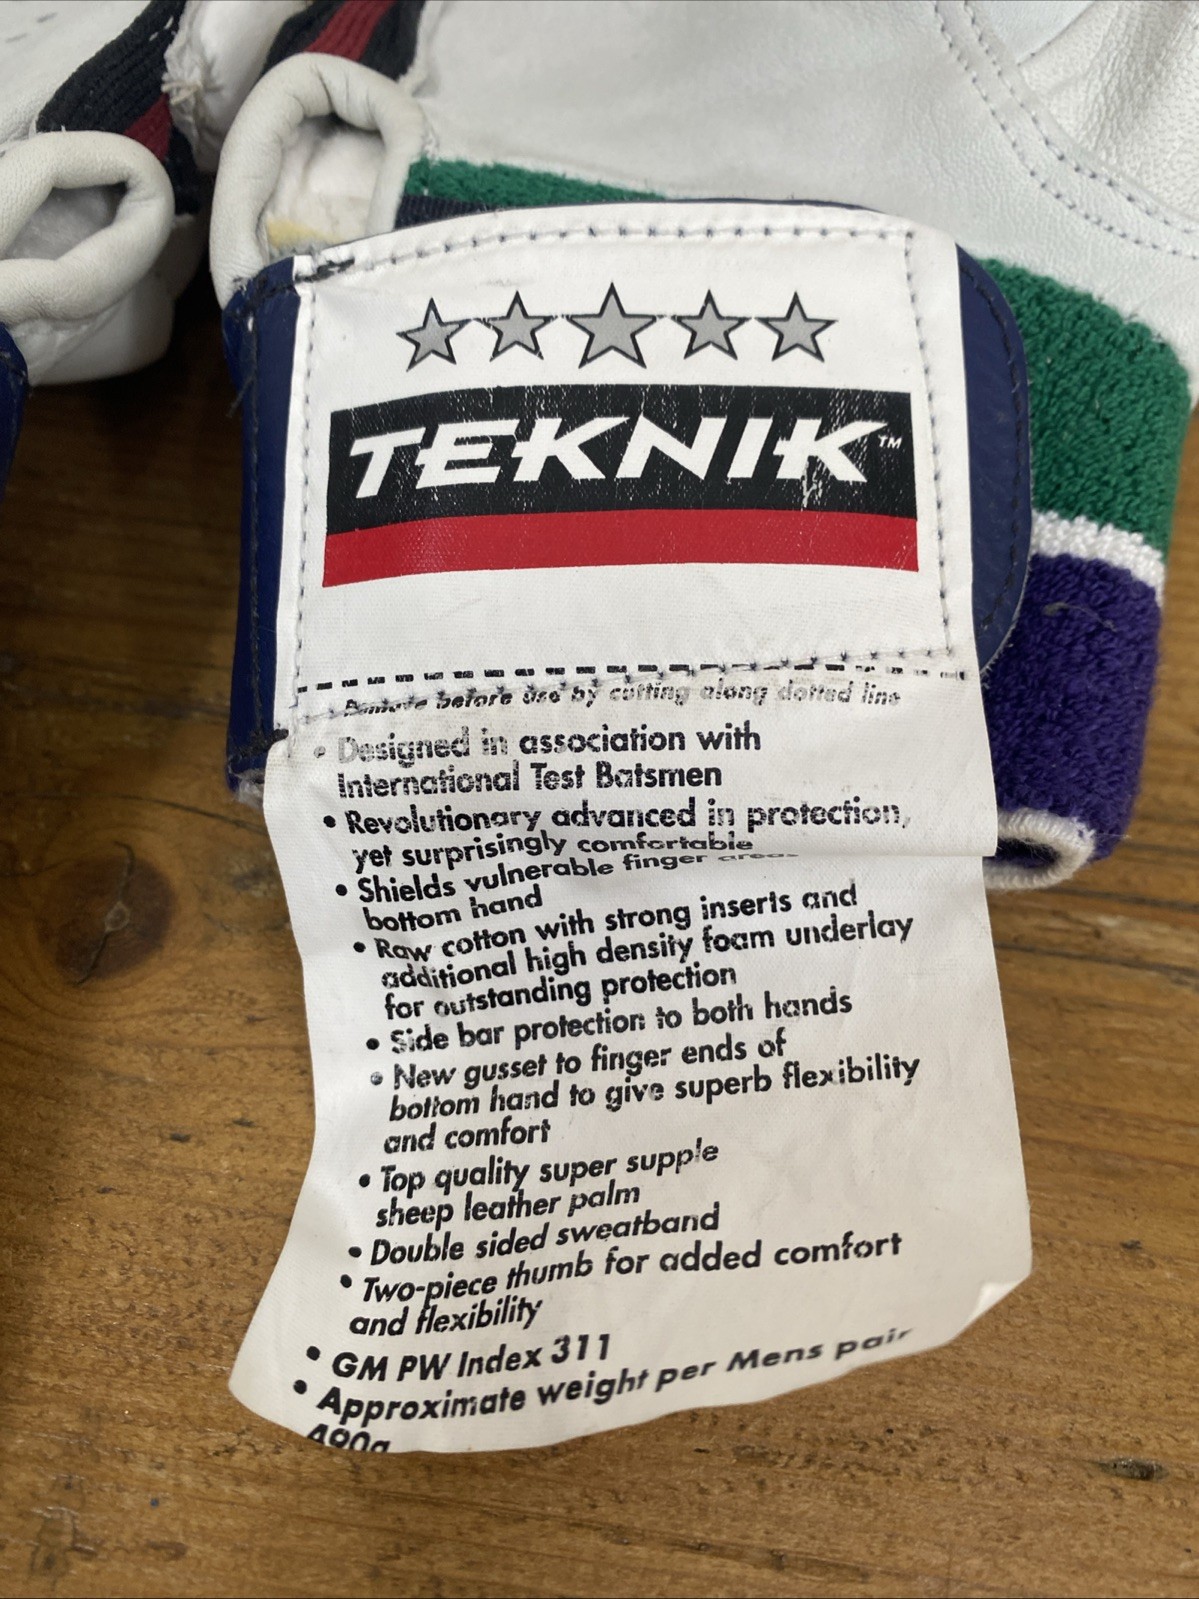 TEKNIK™
Remove before use by cutting along dotted line
• Designed in association with
International Test Batsmen
• Revolutionary advanced in protection,
yet surprisingly comfortable
• Shields vulnerable finger areas
bottom hand
• Raw cotton with strong inserts and
additional high density foam underlay
for outstanding protection
• Side bar protection to both hands
• New gusset to finger ends of
bottom hand to give superb flexibility
and comfort
• Top quality super supple
sheep leather palm
• Double sided sweatband
• Two-piece thumb for added comfort
and flexibility
• GM PW Index 311
• Approximate weight per Mens pair
490g